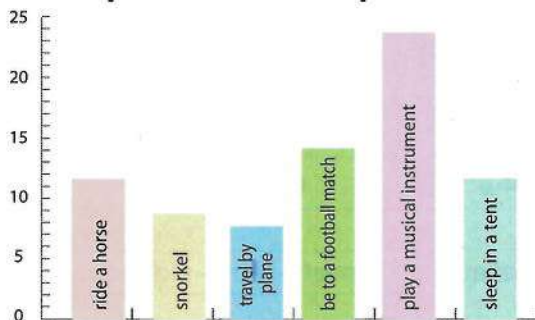 25
20
15
10
5
0
ride a horse
snorkel
travel by
plane
be to a football match
play a musical instrument
sleep in a tent